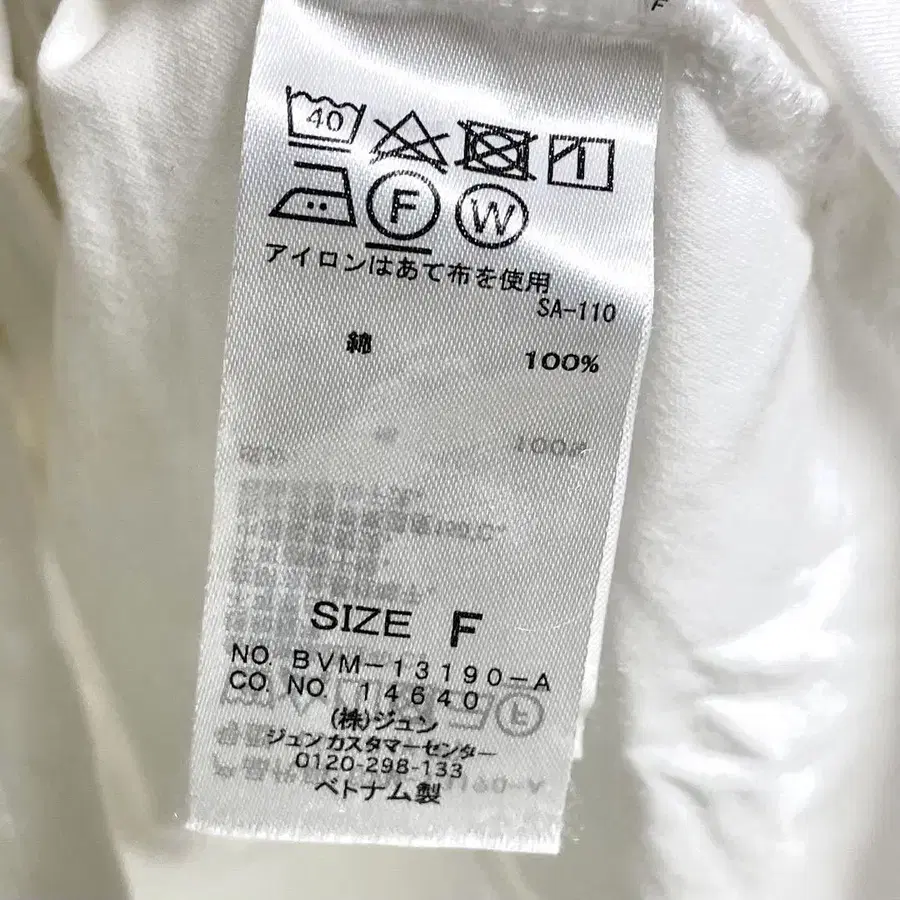 F
40
F W
アイロンはあて布を使用
SA-110
綿 100%
SIZE F
NO. BVM-13190-A
CO. NO. 14640
(株)ジュン
ジュンカスタマーセンター
0120-298-133
ベトナム製